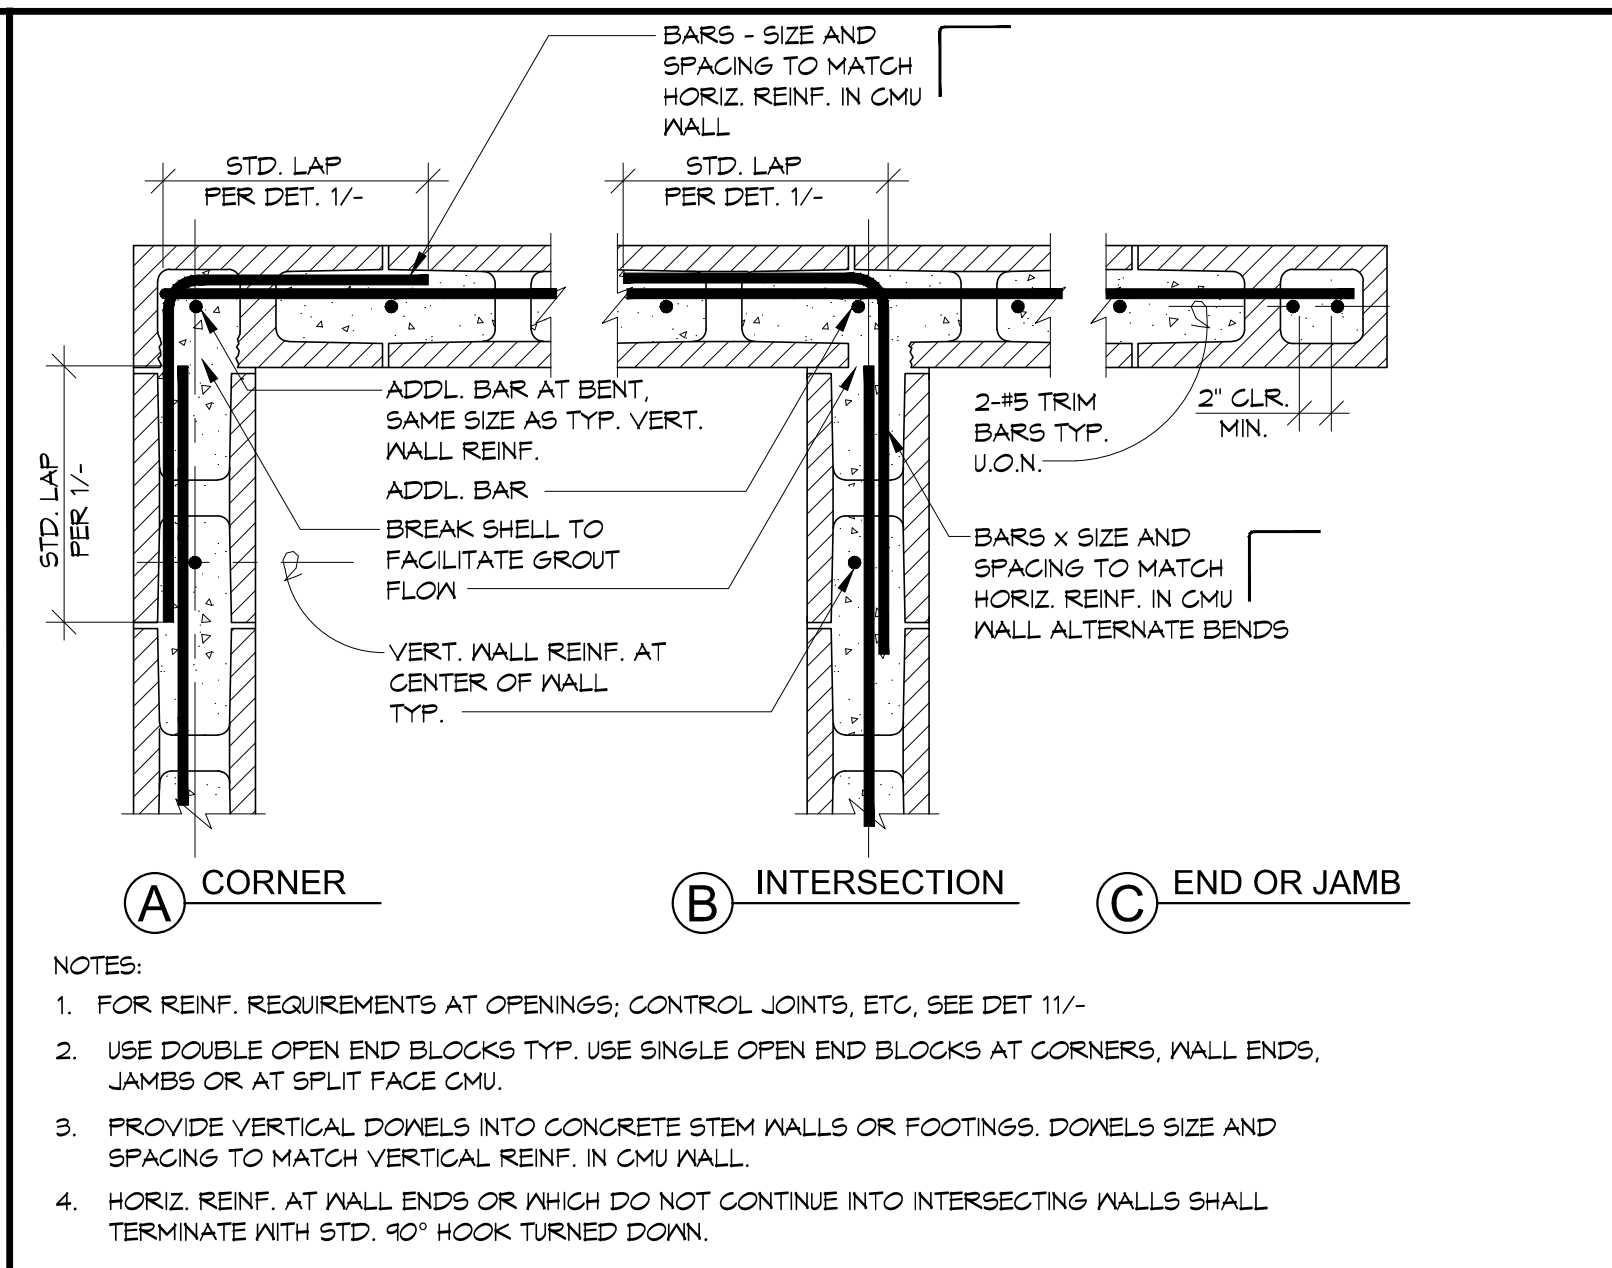 BARS - SIZE AND
SPACING TO MATCH
HORIZ. REINF. IN CMU
WALL
STD. LAP
PER DET. 1/-
STD. LAP
PER DET. 1/-
ADDL. BAR AT BENT,
SAME SIZE AS TYP. VERT.
WALL REINF.
ADDL. BAR
BREAK SHELL TO
FACILITATE GROUT
FLOW
VERT. WALL REINF. AT
CENTER OF WALL
TYP.
STD. LAP
PER 1/-
2-#5 TRIM
BARS TYP.
U.O.N.
2" CLR.
MIN.
BARS x SIZE AND
SPACING TO MATCH
HORIZ. REINF. IN CMU
WALL ALTERNATE BENDS
A CORNER
B INTERSECTION
C END OR JAMB
NOTES:
1. FOR REINF. REQUIREMENTS AT OPENINGS; CONTROL JOINTS, ETC, SEE DET 11/-
2. USE DOUBLE OPEN END BLOCKS TYP. USE SINGLE OPEN END BLOCKS AT CORNERS, WALL ENDS,
JAMBS OR AT SPLIT FACE CMU.
3. PROVIDE VERTICAL DOWELS INTO CONCRETE STEM WALLS OR FOOTINGS. DOWELS SIZE AND
SPACING TO MATCH VERTICAL REINF. IN CMU WALL.
4. HORIZ. REINF. AT WALL ENDS OR WHICH DO NOT CONTINUE INTO INTERSECTING WALLS SHALL
TERMINATE WITH STD. 90° HOOK TURNED DOWN.